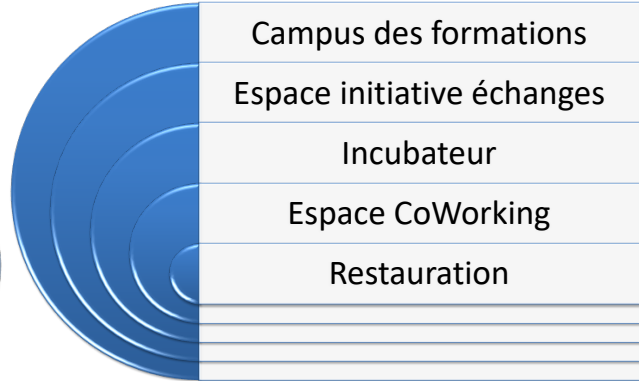 Campus des formations
Espace initiative échanges
Incubateur
Espace CoWorking
Restauration